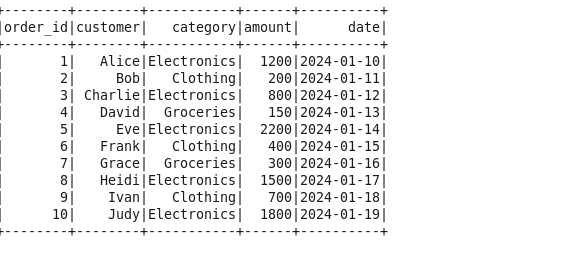 +--------+--------+-----------+------+----------+
|order_id|customer|   category|amount|      date|
+--------+--------+-----------+------+----------+
|       1|   Alice|Electronics|  1200|2024-01-10|
|       2|     Bob|   Clothing|   200|2024-01-11|
|       3| Charlie|Electronics|   800|2024-01-12|
|       4|   David|  Groceries|   150|2024-01-13|
|       5|     Eve|Electronics|  2200|2024-01-14|
|       6|   Frank|   Clothing|   400|2024-01-15|
|       7|   Grace|  Groceries|   300|2024-01-16|
|       8|   Heidi|Electronics|  1500|2024-01-17|
|       9|    Ivan|   Clothing|   700|2024-01-18|
|      10|    Judy|Electronics|  1800|2024-01-19|
+--------+--------+-----------+------+----------+